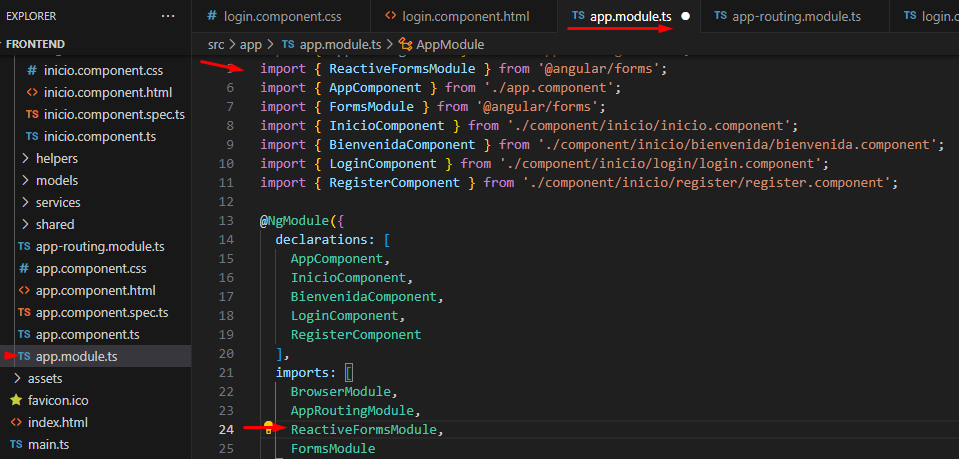 EXPLORER ...
FRONTEND
# inicio.component.css
<> inicio.component.html
TS inicio.component.spec.ts
TS inicio.component.ts
> helpers
> models
> services
> shared
TS app-routing.module.ts
# app.component.css
<> app.component.html
TS app.component.spec.ts
TS app.component.ts
TS app.module.ts
> assets
favicon.ico
<> index.html
TS main.ts
# login.component.css
<> login.component.html
TS app.module.ts ●
TS app-routing.module.ts
TS login.co
src > app > TS app.module.ts > AppModule
5 import { ReactiveFormsModule } from '@angular/forms';
6 import { AppComponent } from './app.component';
7 import { FormsModule } from '@angular/forms';
8 import { InicioComponent } from './component/inicio/inicio.component';
9 import { BienvenidaComponent } from './component/inicio/bienvenida/bienvenida.component';
10 import { LoginComponent } from './component/inicio/login/login.component';
11 import { RegisterComponent } from './component/inicio/register/register.component';
12
13 @NgModule({
14 declarations: [
15 AppComponent,
16 InicioComponent,
17 BienvenidaComponent,
18 LoginComponent,
19 RegisterComponent
20 ],
21 imports: [
22 BrowserModule,
23 AppRoutingModule,
24 ReactiveFormsModule,
25 FormsModule